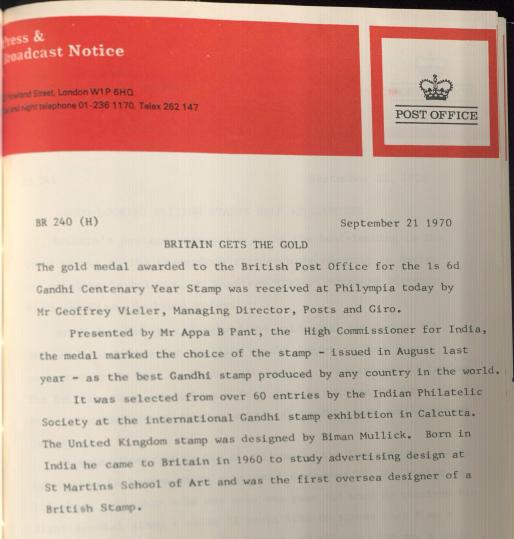 Press &
Broadcast Notice
Howland Street, London W1P 6HQ
and night telephone 01-236 1170. Telex 262 147
POST OFFICE
BR 240 (H)
September 21 1970
BRITAIN GETS THE GOLD
The gold medal awarded to the British Post Office for the 1s 6d
Gandhi Centenary Year Stamp was received at Philympia today by
Mr Geoffrey Vieler, Managing Director, Posts and Giro.
Presented by Mr Appa B Pant, the High Commissioner for India,
the medal marked the choice of the stamp - issued in August last
year - as the best Gandhi stamp produced by any country in the world.
It was selected from over 60 entries by the Indian Philatelic
Society at the international Gandhi stamp exhibition in Calcutta.
The United Kingdom stamp was designed by Biman Mullick. Born in
India he came to Britain in 1960 to study advertising design at
St Martins School of Art and was the first oversea designer of a
British Stamp.